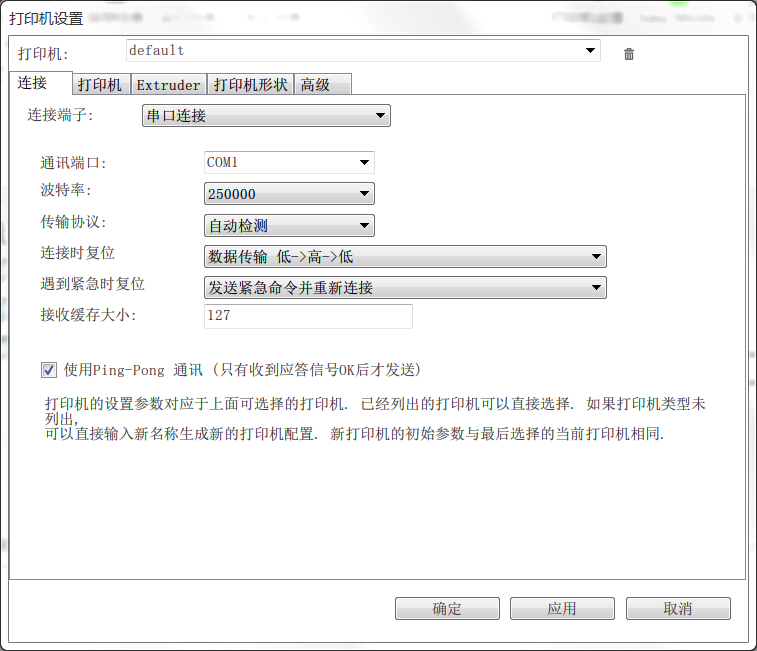 打印机设置
打印机:
default
连接 打印机 Extruder 打印机形状 高级
连接端子: 串口连接
通讯端口: COM1
波特率: 250000
传输协议: 自动检测
连接时复位 数据传输 低->高->低
遇到紧急时复位 发送紧急命令并重新连接
接收缓存大小: 127
使用Ping-Pong 通讯 (只有收到应答信号OK后才发送)
打印机的设置参数对应于上面可选择的打印机. 已经列出的打印机可以直接选择. 如果打印机类型未
列出,
可以直接输入新名称生成新的打印机配置. 新打印机的初始参数与最后选择的当前打印机相同.
确定 应用 取消